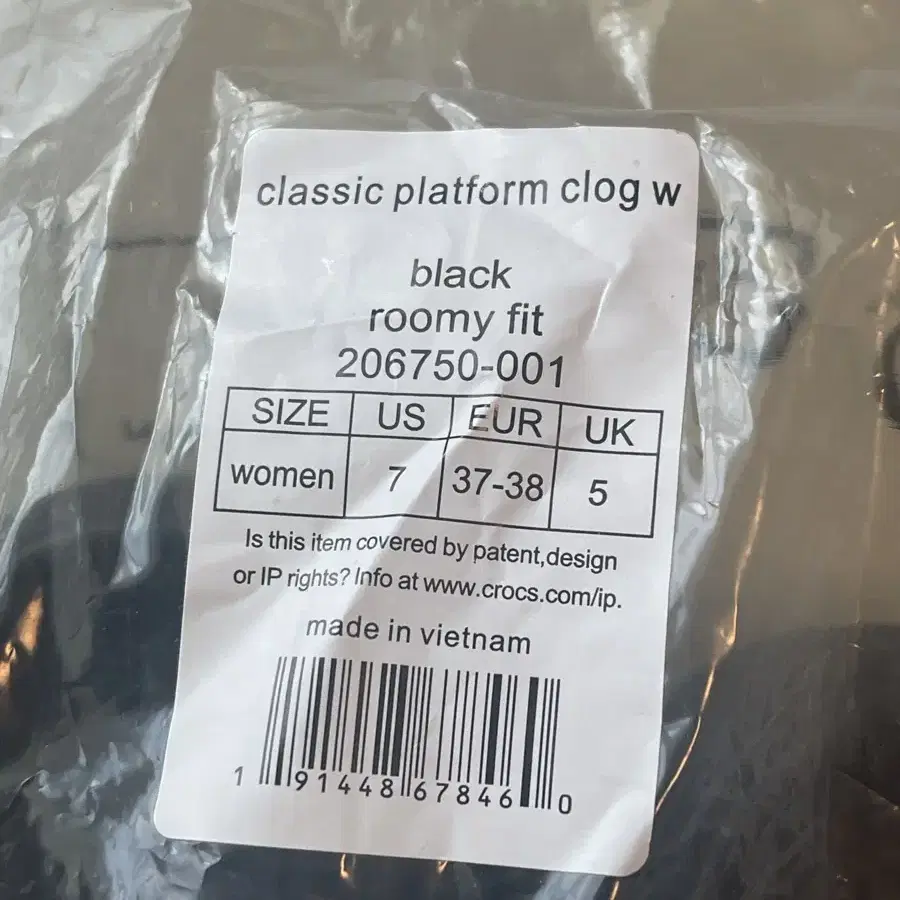 classic platform clog w
black
roomy fit
206750-001
SIZE US EUR UK
women 7 37-38 5
Is this item covered by patent,design
or IP rights? Info at www.crocs.com/ip.
made in vietnam
1 91448 67846 0